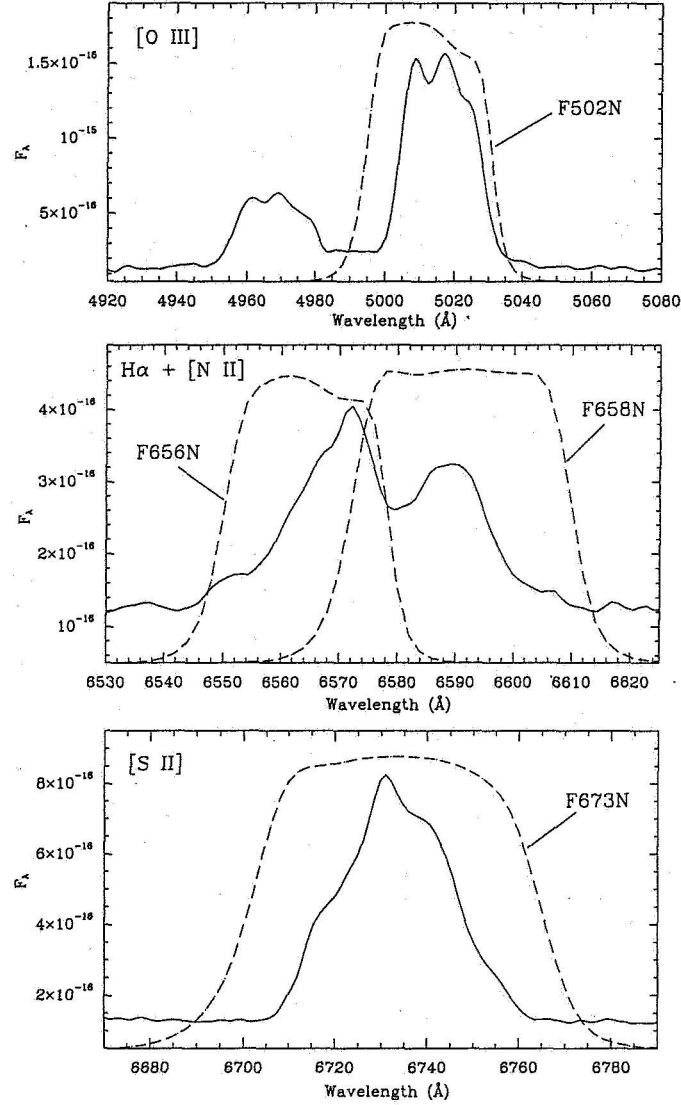 [O III]
1.5×10⁻¹⁵
1×10⁻¹⁵
5×10⁻¹⁶
F_λ
F502N
4920 4940 4960 4980 5000 5020 5040 5060 5080
Wavelength (Å)
Hα + [N II]
4×10⁻¹⁶
3×10⁻¹⁶
2×10⁻¹⁶
10⁻¹⁶
F_λ
F656N
F658N
6530 6540 6550 6560 6570 6580 6590 6600 6610 6620
Wavelength (Å)
[S II]
8×10⁻¹⁶
6×10⁻¹⁶
4×10⁻¹⁶
2×10⁻¹⁶
F_λ
F673N
6680 6700 6720 6740 6760 6780
Wavelength (Å)